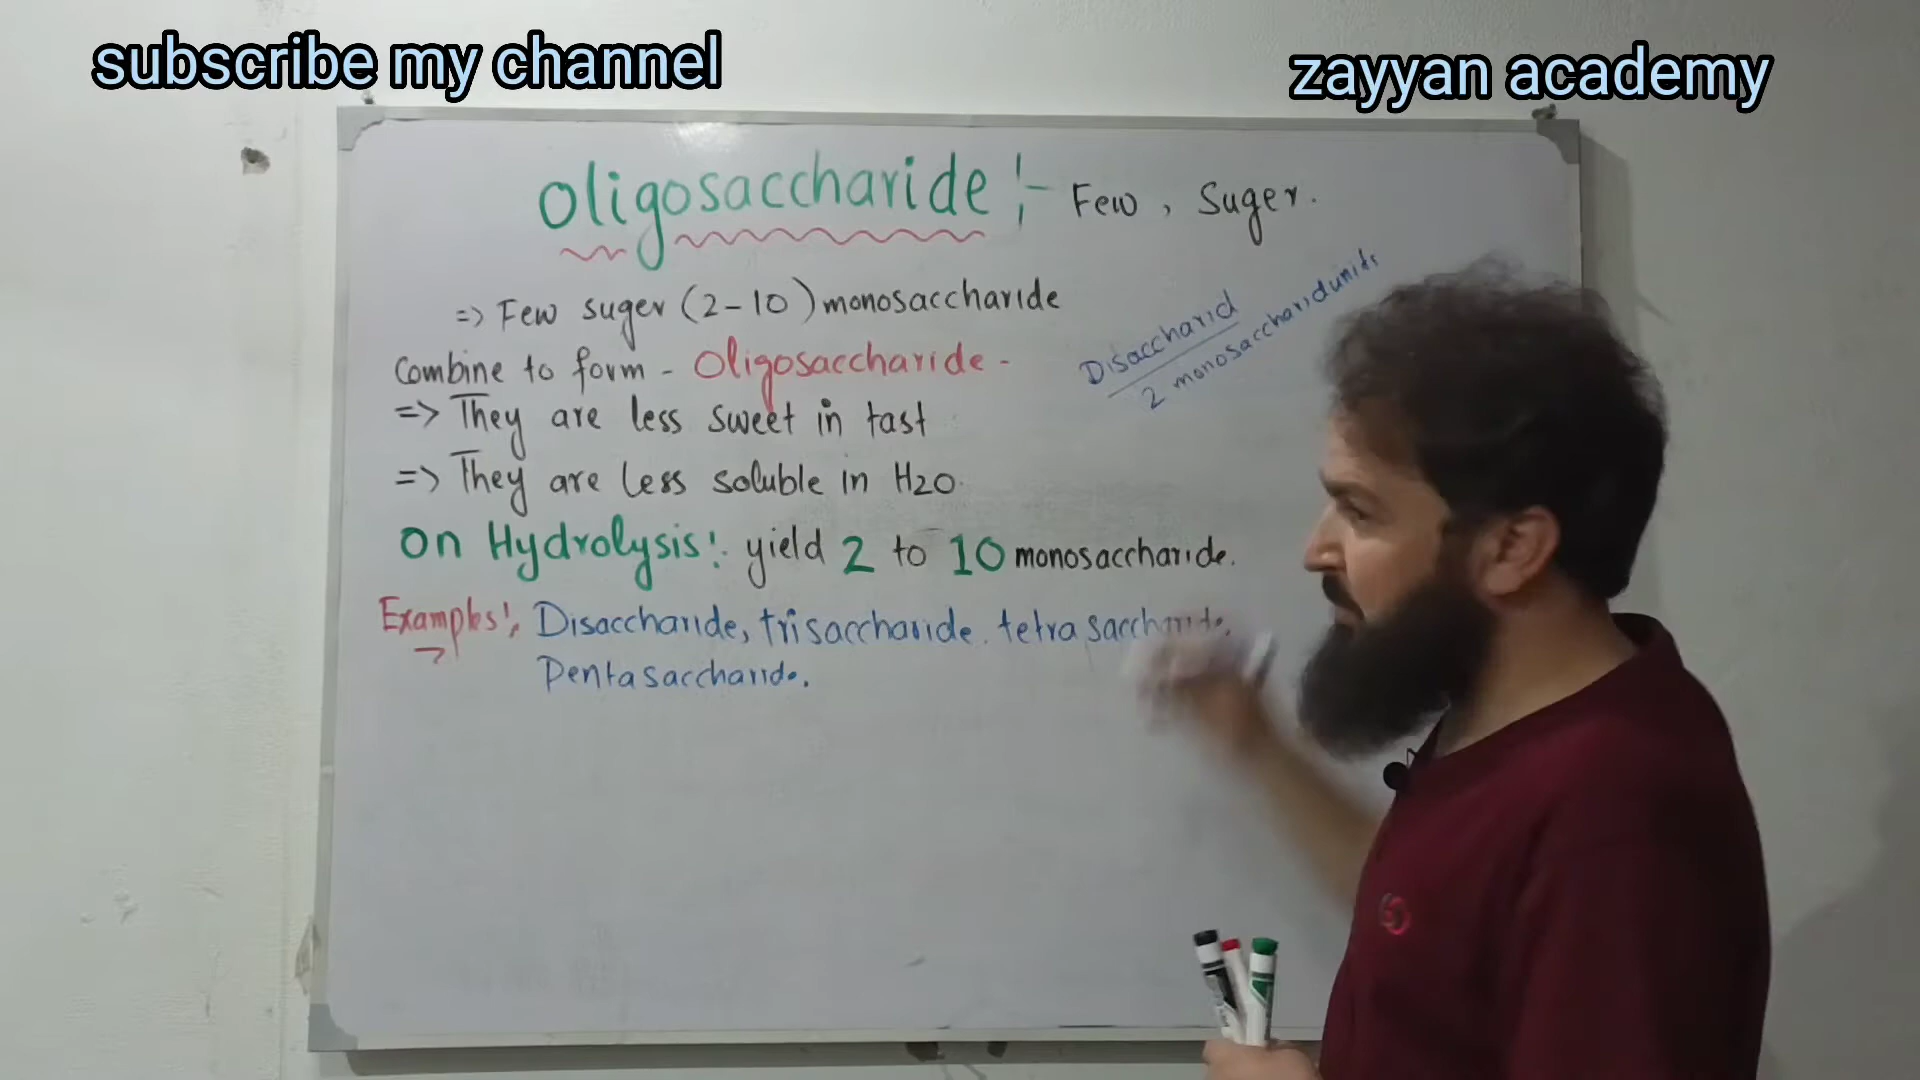 subscribe my channel
zayyan academy
Oligosaccharide :- Few, Suger.
=> Few suger (2-10) monosaccharide
Combine to form - Oligosaccharide -
=> They are less sweet in tast
=> They are less soluble in H2O.
On Hydrolysis:. yield 2 to 10 monosaccharide.
Examples:, Disaccharide, trisaccharide. tetrasaccharide.
Pentasaccharide.
Disaccharid
2 monosaccharidunits